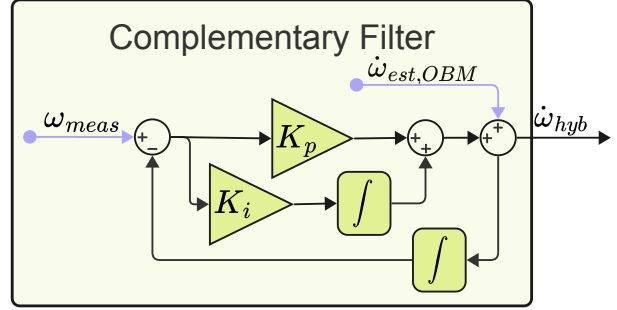 Complementary Filter
ω̇_{est,OBM}
ω_{meas}
ω̇_{hyb}
+
+
−
K_p
+
+
+
K_i
∫
∫